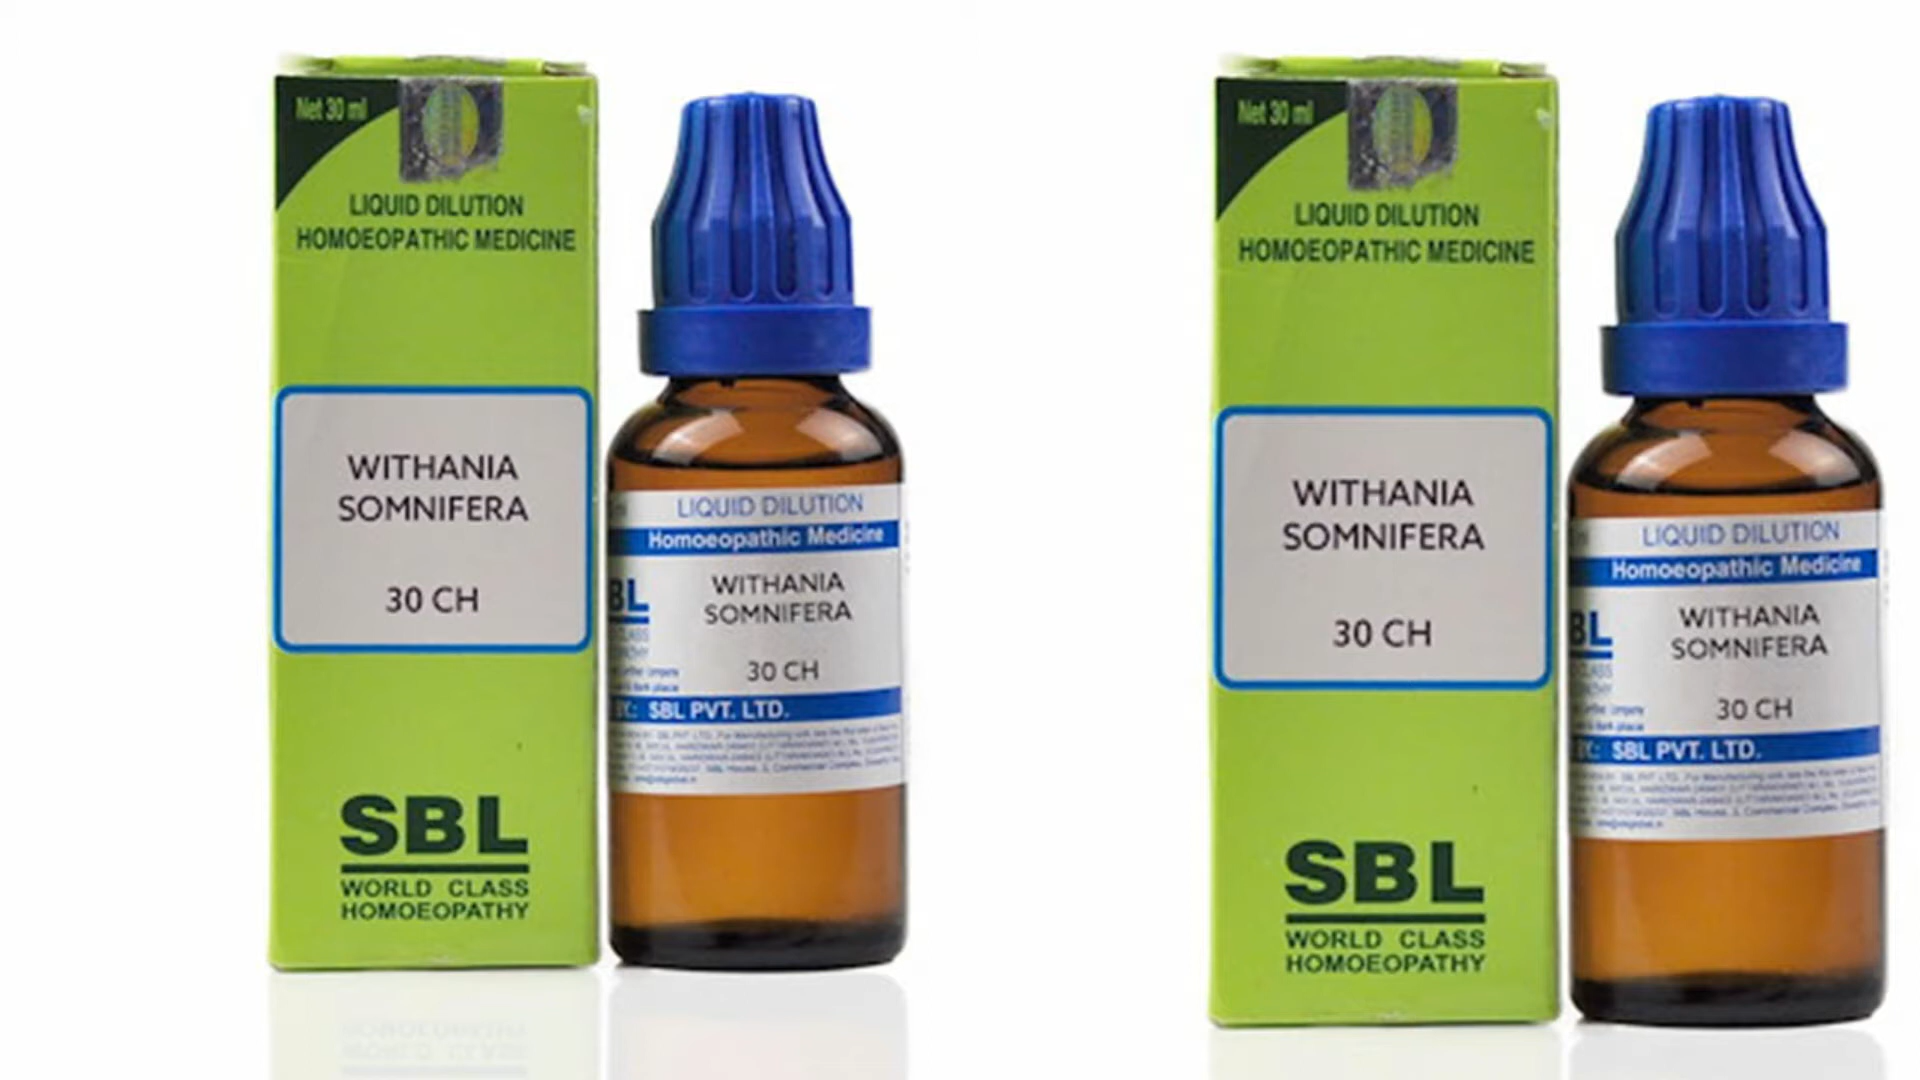 Net 30 ml
LIQUID DILUTION
HOMOEOPATHIC MEDICINE
WITHANIA
SOMNIFERA
30 CH
SBL
WORLD CLASS
HOMOEOPATHY
LIQUID DILUTION
Homoeopathic Medicine
BL
WITHANIA
SOMNIFERA
30 CH
SBL PVT. LTD.
Net 30 ml
LIQUID DILUTION
HOMOEOPATHIC MEDICINE
WITHANIA
SOMNIFERA
30 CH
SBL
WORLD CLASS
HOMOEOPATHY
LIQUID DILUTION
Homoeopathic Medicine
BL
WITHANIA
SOMNIFERA
30 CH
SBL PVT. LTD.